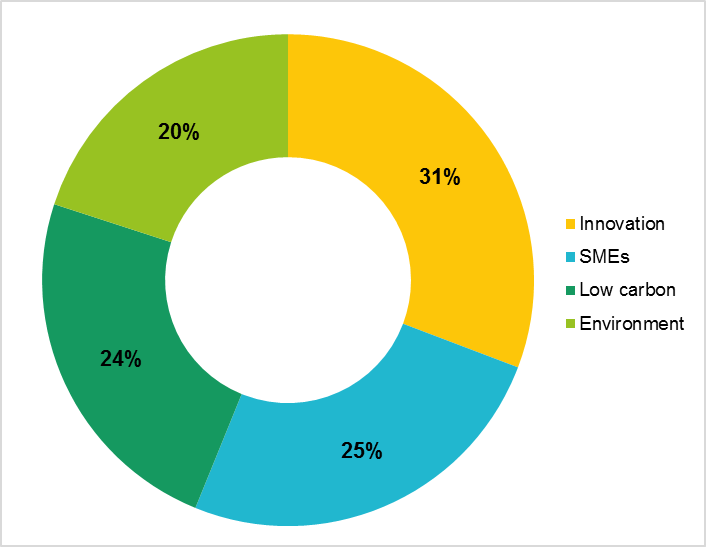 20%
31%
24%
25%
Innovation
SMEs
Low carbon
Environment